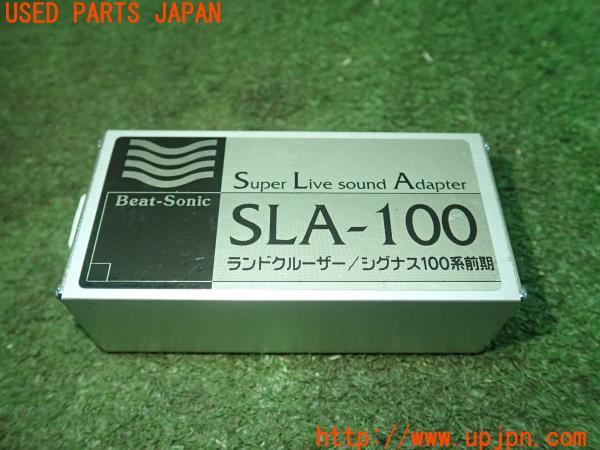 USED PARTS JAPAN
Super Live sound Adapter
Beat-Sonic
SLA-100
ランドクルーザー/シグナス100系前期
http://www.upjpn.com